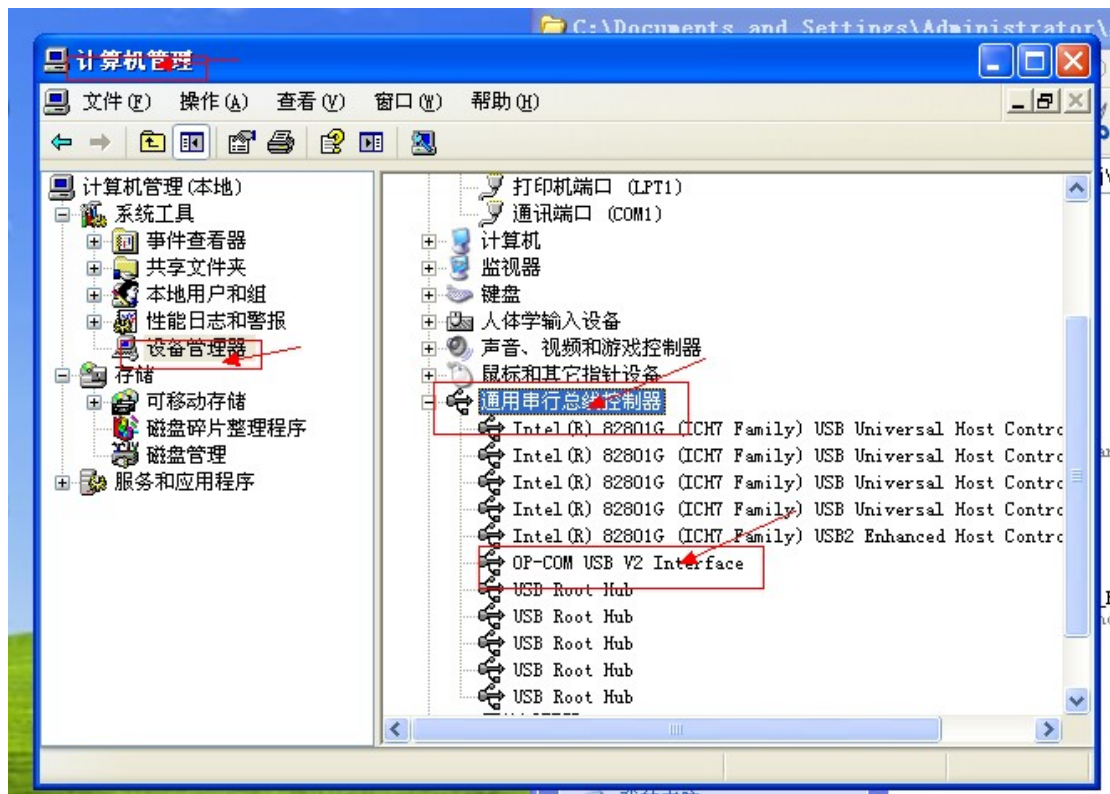 C:\Documents and Settings\Administrator\
计算机管理
文件(F) 操作(A) 查看(V) 窗口(W) 帮助(H)
计算机管理(本地)
系统工具
事件查看器
共享文件夹
本地用户和组
性能日志和警报
设备管理器
存储
可移动存储
磁盘碎片整理程序
磁盘管理
服务和应用程序
打印机端口 (LPT1)
通讯端口 (COM1)
计算机
监视器
键盘
人体学输入设备
声音、视频和游戏控制器
鼠标和其它指针设备
通用串行总线控制器
Intel(R) 82801G (ICH7 Family) USB Universal Host Contro
Intel(R) 82801G (ICH7 Family) USB Universal Host Contro
Intel(R) 82801G (ICH7 Family) USB Universal Host Contro
Intel(R) 82801G (ICH7 Family) USB Universal Host Contro
Intel(R) 82801G (ICH7 Family) USB2 Enhanced Host Contro
OP-COM USB V2 Interface
USB Root Hub
USB Root Hub
USB Root Hub
USB Root Hub
USB Root Hub